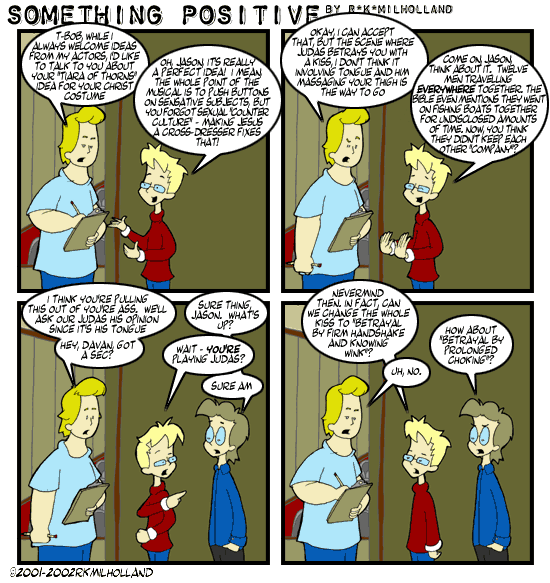 SOMETHING POSITIVE BY R*K*MILHOLLAND
T-BOB, WHILE I
ALWAYS WELCOME IDEAS
FROM MY ACTORS, I'D LIKE
TO TALK TO YOU ABOUT
YOUR "TIARA OF THORNS"
IDEA FOR YOUR CHRIST
COSTUME
OH, JASON, IT'S REALLY
A PERFECT IDEA! I MEAN,
THE WHOLE POINT OF THE
MUSICAL IS TO PUSH BUTTONS
ON SENSATIVE SUBJECTS, BUT
YOU FORGOT SEXUAL "COUNTER
CULTURE" - MAKING JESUS
A CROSS-DRESSER FIXES
THAT!
OKAY, I CAN ACCEPT
THAT, BUT THE SCENE WHERE
JUDAS BETRAYS YOU WITH
A KISS, I DON'T THINK IT
INVOLVING TONGUE AND HIM
MASSAGING YOUR THIGH IS
THE WAY TO GO
COME ON, JASON,
THINK ABOUT IT. TWELVE
MEN TRAVELLING
EVERYWHERE TOGETHER. THE
BIBLE EVEN MENTIONS THEY WENT
ON FISHING BOATS TOGETHER
FOR UNDISCLOSED AMOUNTS
OF TIME. NOW, YOU THINK
THEY DIDN'T KEEP EACH
OTHER "COMPANY"?
I THINK YOU'RE PULLING
THIS OUT OF YOU'RE ASS. WE'LL
ASK OUR JUDAS HIS OPINION
SINCE IT'S HIS TONGUE
HEY, DAVAN, GOT
A SEC?
SURE THING,
JASON. WHAT'S
UP?
WAIT - YOU'RE
PLAYING JUDAS?
SURE AM
NEVERMIND
THEN. IN FACT, CAN
WE CHANGE THE WHOLE
KISS TO "BETRAYAL
BY FIRM HANDSHAKE
AND KNOWING
WINK"?
UH, NO.
HOW ABOUT
"BETRAYAL BY
PROLONGED
CHOKING"?
©2001-2002RKMILHOLLAND